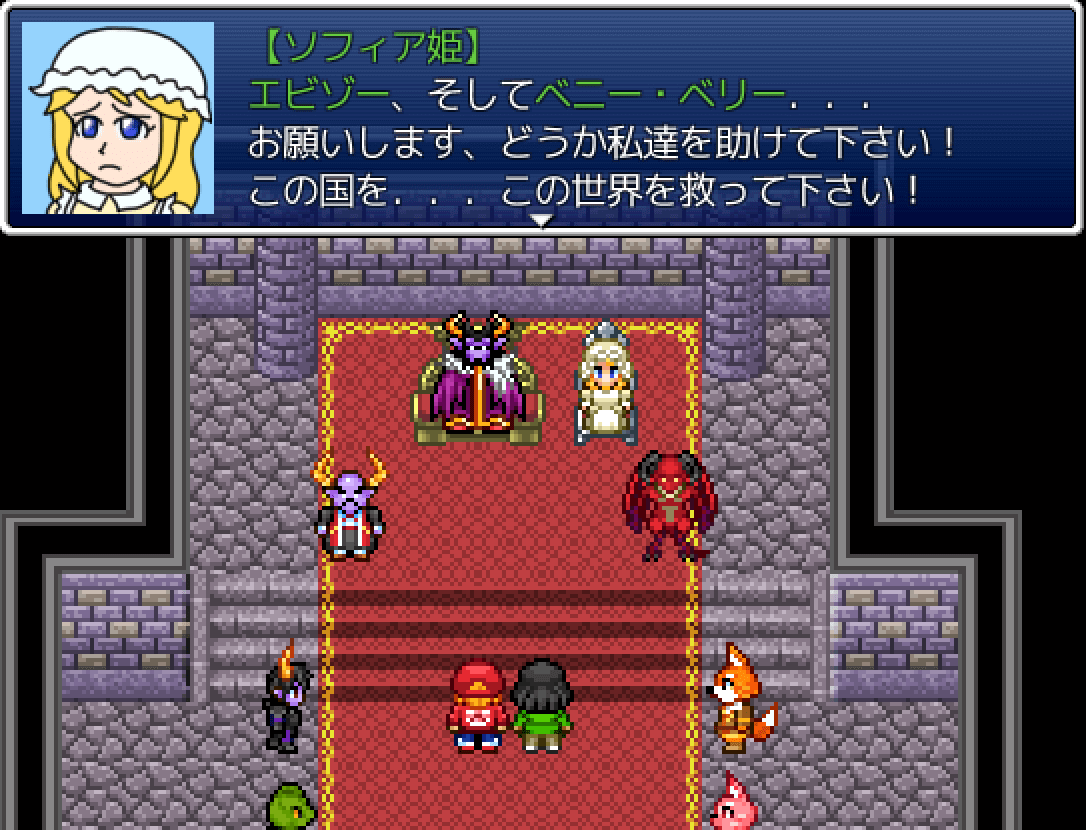 【ソフィア姫】
エビゾー、そしてベニー・ベリー．．．
お願いします、どうか私達を助けて下さい！
この国を．．．この世界を救って下さい！